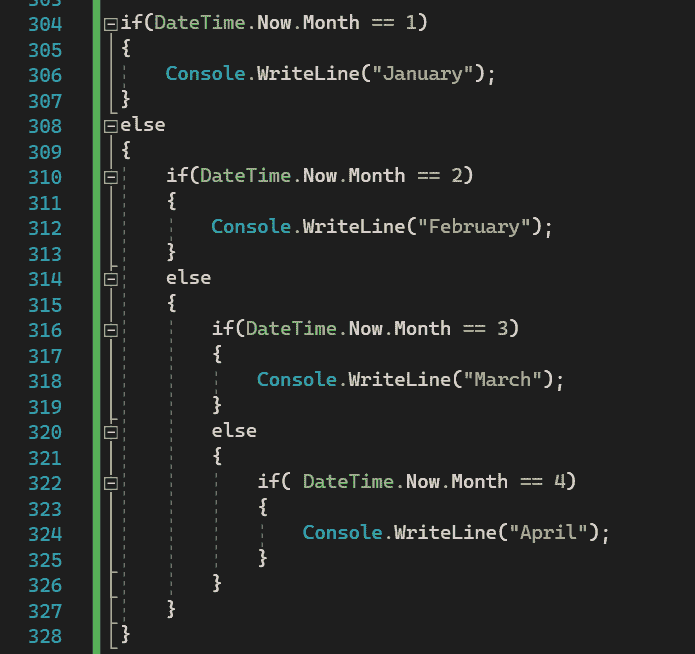 303
304 if(DateTime.Now.Month == 1)
305 {
306     Console.WriteLine("January");
307 }
308 else
309 {
310     if(DateTime.Now.Month == 2)
311     {
312         Console.WriteLine("February");
313     }
314     else
315     {
316         if(DateTime.Now.Month == 3)
317         {
318             Console.WriteLine("March");
319         }
320         else
321         {
322             if( DateTime.Now.Month == 4)
323             {
324                 Console.WriteLine("April");
325             }
326         }
327     }
328 }